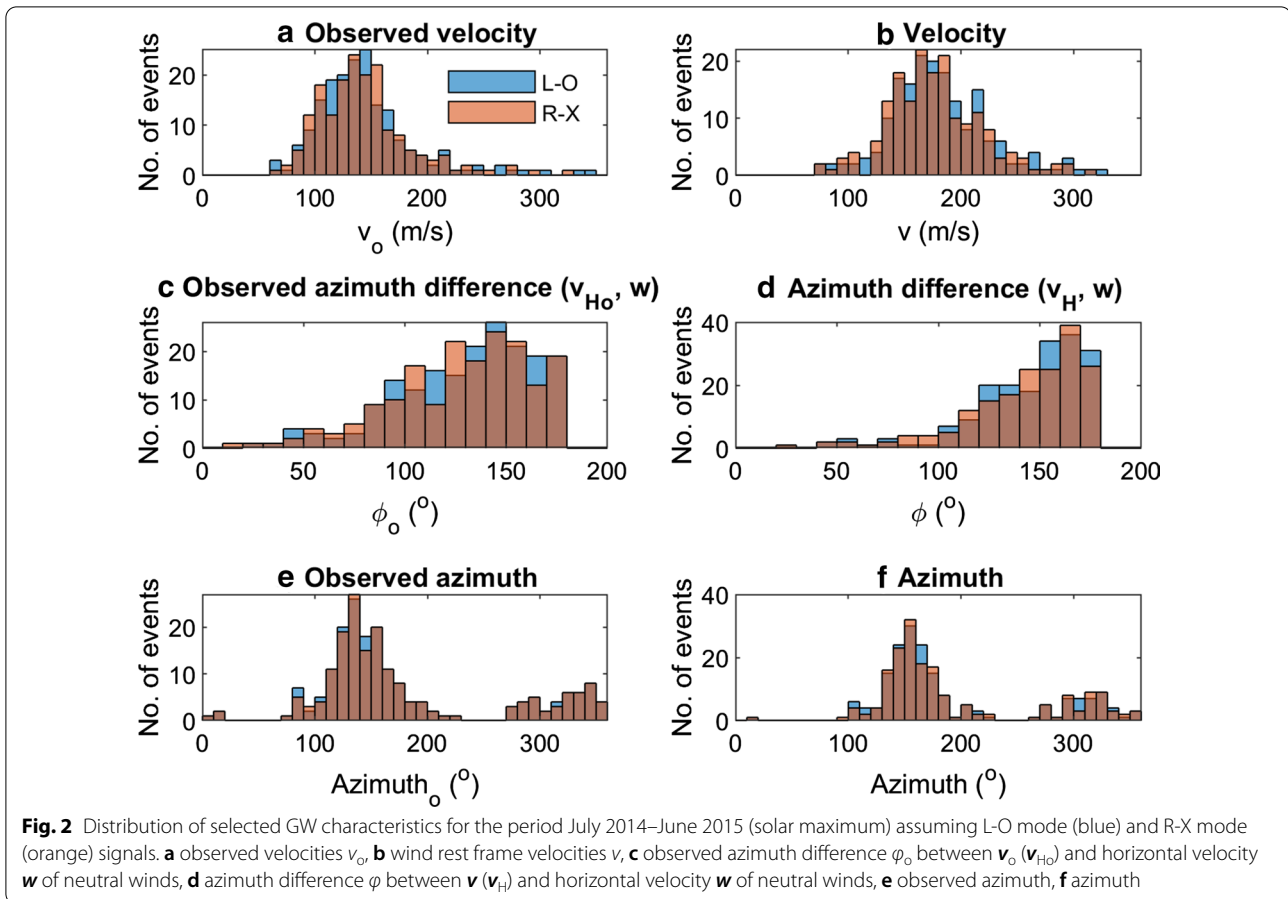 a Observed velocity
No. of events
20
10
0
0 100 200 300
v_o (m/s)
L-O
R-X
b Velocity
No. of events
20
10
0
0 100 200 300
v (m/s)
c Observed azimuth difference (v_Ho, w)
No. of events
20
10
0
0 50 100 150 200
ϕ_o (°)
d Azimuth difference (v_H, w)
No. of events
40
20
0
0 50 100 150 200
ϕ (°)
e Observed azimuth
No. of events
20
10
0
0 100 200 300
Azimuth_o (°)
f Azimuth
No. of events
40
20
0
0 100 200 300
Azimuth (°)
Fig. 2 Distribution of selected GW characteristics for the period July 2014–June 2015 (solar maximum) assuming L-O mode (blue) and R-X mode
(orange) signals. a observed velocities v_o, b wind rest frame velocities v, c observed azimuth difference φ_o between v_o (v_Ho) and horizontal velocity
w of neutral winds, d azimuth difference φ between v (v_H) and horizontal velocity w of neutral winds, e observed azimuth, f azimuth